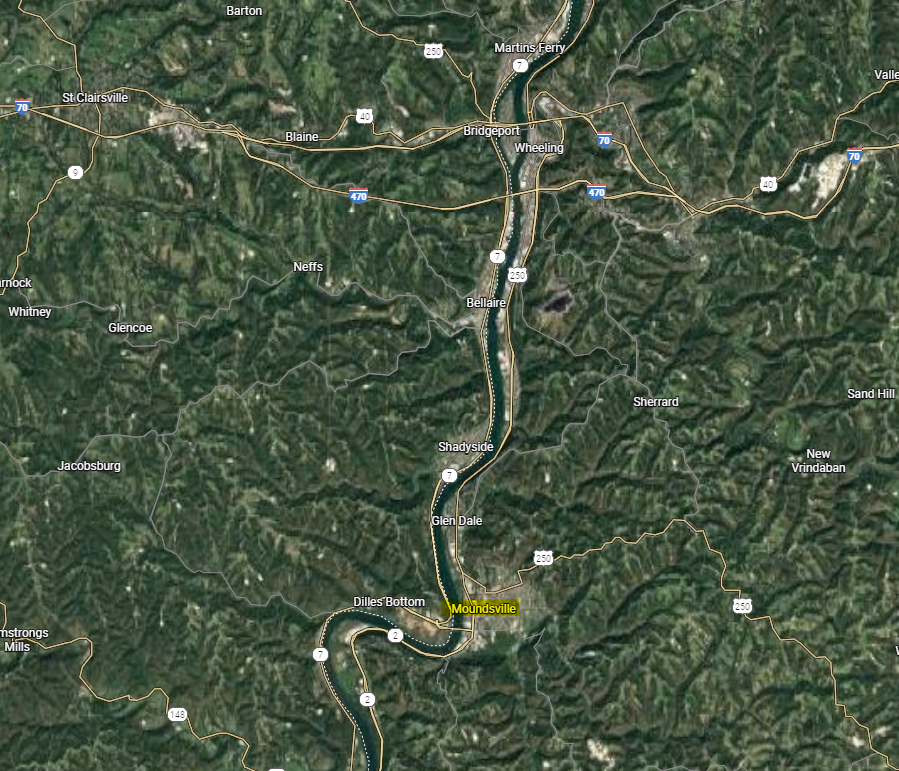 Barton
250
Martins Ferry
7
Valle
St Clairsville
70
40
Blaine
Bridgeport
Wheeling
70
70
9
40
470
470
7
Neffs
250
rnock
Bellaire
Whitney
Glencoe
Sherrard
Sand Hill
Shadyside
New
Vrindaban
Jacobsburg
7
Glen Dale
250
Dilles Bottom
Moundsville
250
mstrongs
Mills
2
7
2
148